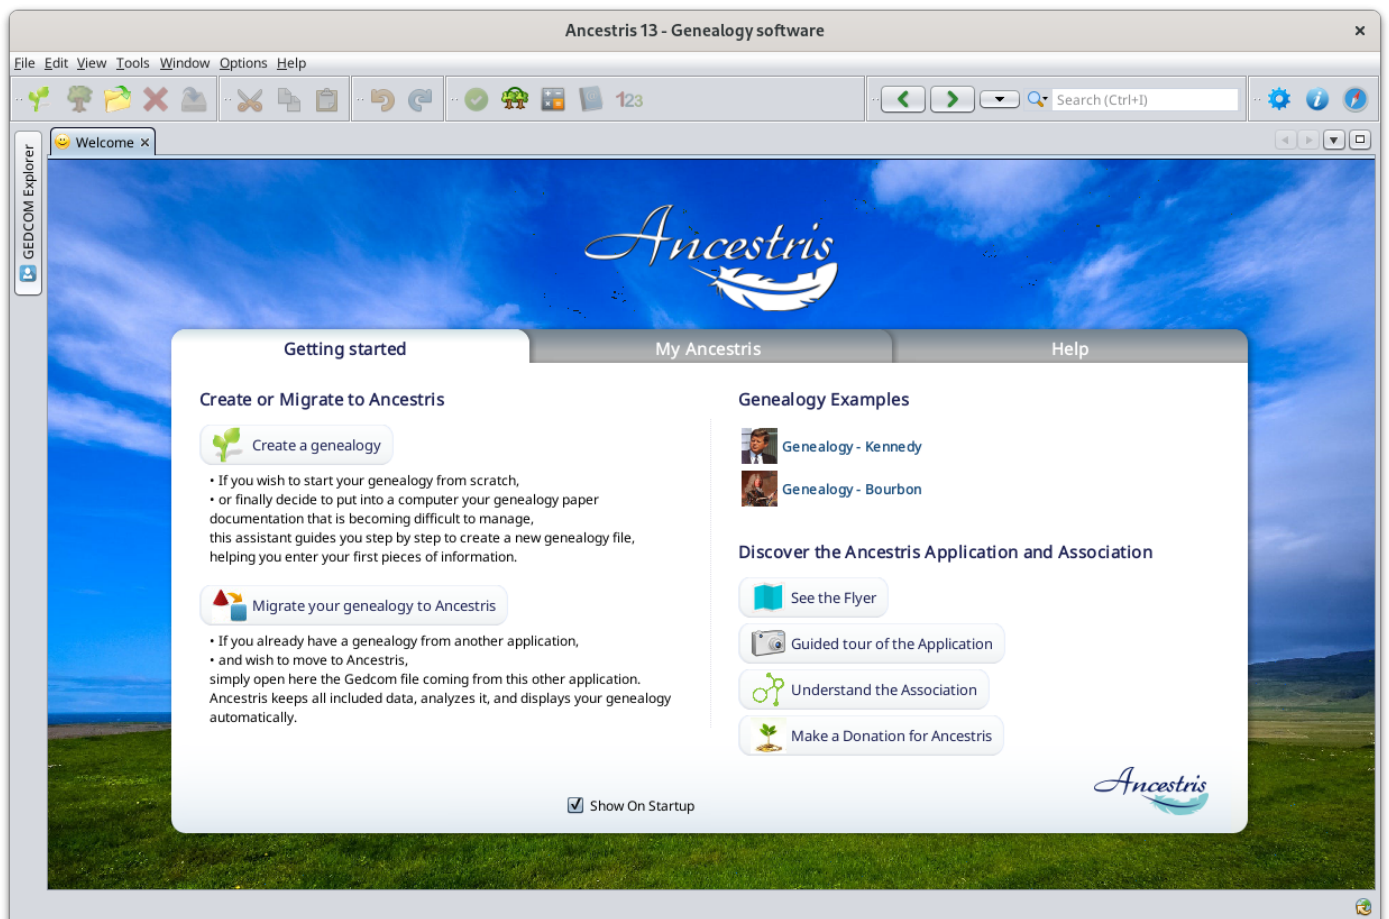 Ancestris 13 - Genealogy software
File Edit View Tools Window Options Help
123
Search (Ctrl+I)
Welcome
GEDCOM Explorer
Ancestris
Getting started
My Ancestris
Help
Create or Migrate to Ancestris
Create a genealogy
• If you wish to start your genealogy from scratch,
• or finally decide to put into a computer your genealogy paper
documentation that is becoming difficult to manage,
this assistant guides you step by step to create a new genealogy file,
helping you enter your first pieces of information.
Migrate your genealogy to Ancestris
• If you already have a genealogy from another application,
• and wish to move to Ancestris,
simply open here the Gedcom file coming from this other application.
Ancestris keeps all included data, analyzes it, and displays your genealogy
automatically.
Genealogy Examples
Genealogy - Kennedy
Genealogy - Bourbon
Discover the Ancestris Application and Association
See the Flyer
Guided tour of the Application
Understand the Association
Make a Donation for Ancestris
Ancestris
Show On Startup